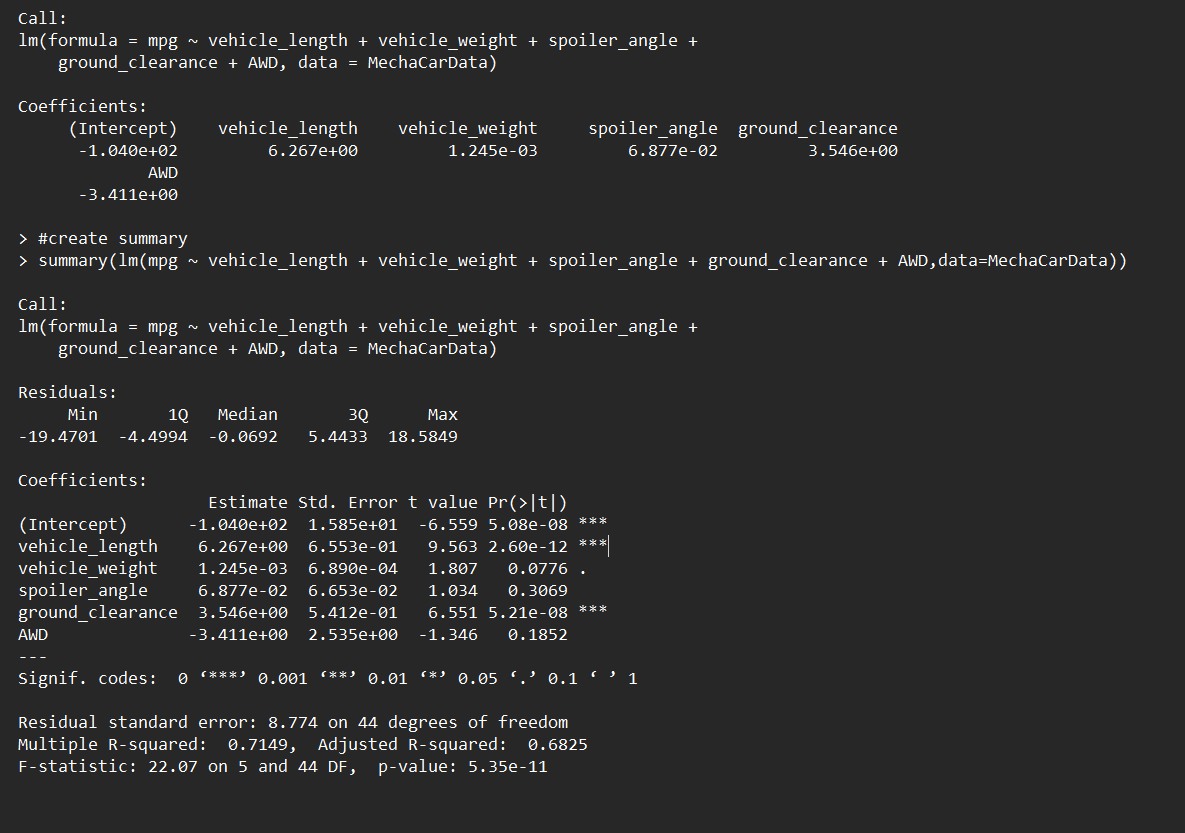 Call:
lm(formula = mpg ~ vehicle_length + vehicle_weight + spoiler_angle +
    ground_clearance + AWD, data = MechaCarData)

Coefficients:
     (Intercept)    vehicle_length    vehicle_weight     spoiler_angle  ground_clearance
      -1.040e+02         6.267e+00         1.245e-03         6.877e-02         3.546e+00
             AWD
      -3.411e+00

> #create summary
> summary(lm(mpg ~ vehicle_length + vehicle_weight + spoiler_angle + ground_clearance + AWD,data=MechaCarData))

Call:
lm(formula = mpg ~ vehicle_length + vehicle_weight + spoiler_angle +
    ground_clearance + AWD, data = MechaCarData)

Residuals:
     Min       1Q   Median       3Q      Max
-19.4701  -4.4994  -0.0692   5.4433  18.5849

Coefficients:
                   Estimate Std. Error t value Pr(>|t|)
(Intercept)      -1.040e+02  1.585e+01  -6.559 5.08e-08 ***
vehicle_length    6.267e+00  6.553e-01   9.563 2.60e-12 ***
vehicle_weight    1.245e-03  6.890e-04   1.807   0.0776 .
spoiler_angle     6.877e-02  6.653e-02   1.034   0.3069
ground_clearance  3.546e+00  5.412e-01   6.551 5.21e-08 ***
AWD              -3.411e+00  2.535e+00  -1.346   0.1852
---
Signif. codes:  0 ‘***’ 0.001 ‘**’ 0.01 ‘*’ 0.05 ‘.’ 0.1 ‘ ’ 1

Residual standard error: 8.774 on 44 degrees of freedom
Multiple R-squared:  0.7149,  Adjusted R-squared:  0.6825
F-statistic: 22.07 on 5 and 44 DF,  p-value: 5.35e-11